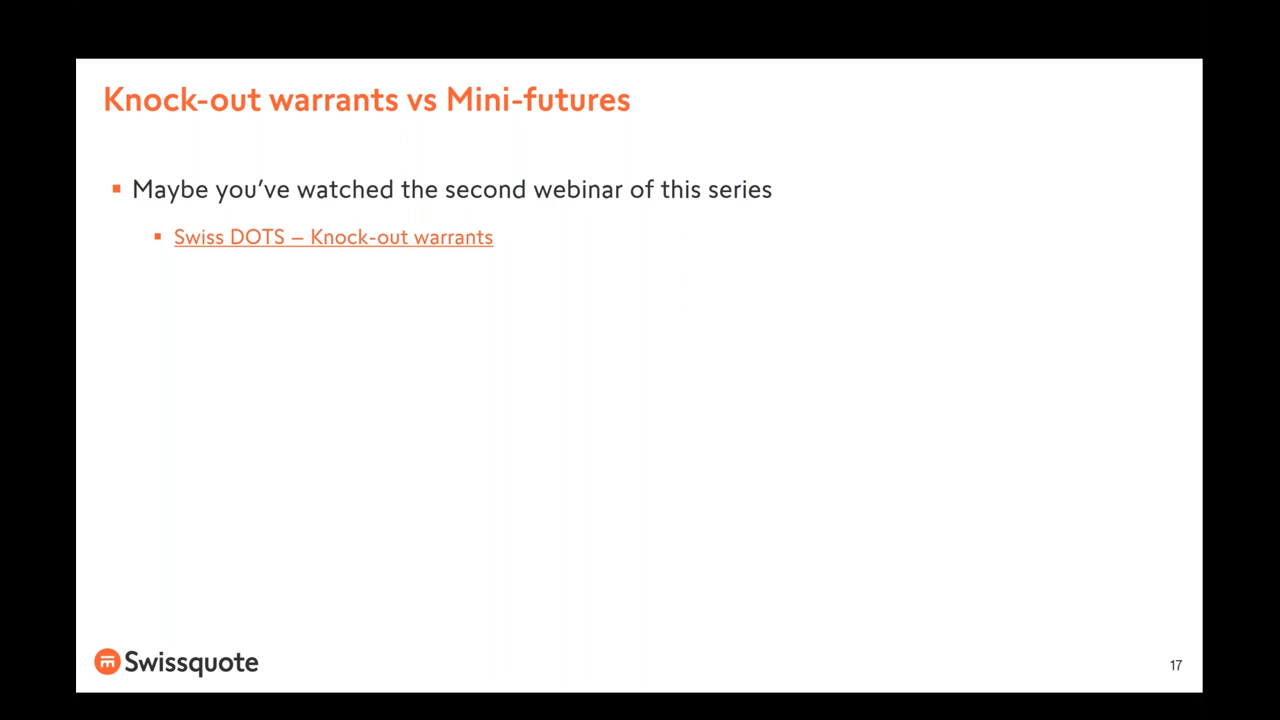 Knock-out warrants vs Mini-futures
Maybe you’ve watched the second webinar of this series
Swiss DOTS – Knock-out warrants
Swissquote
17